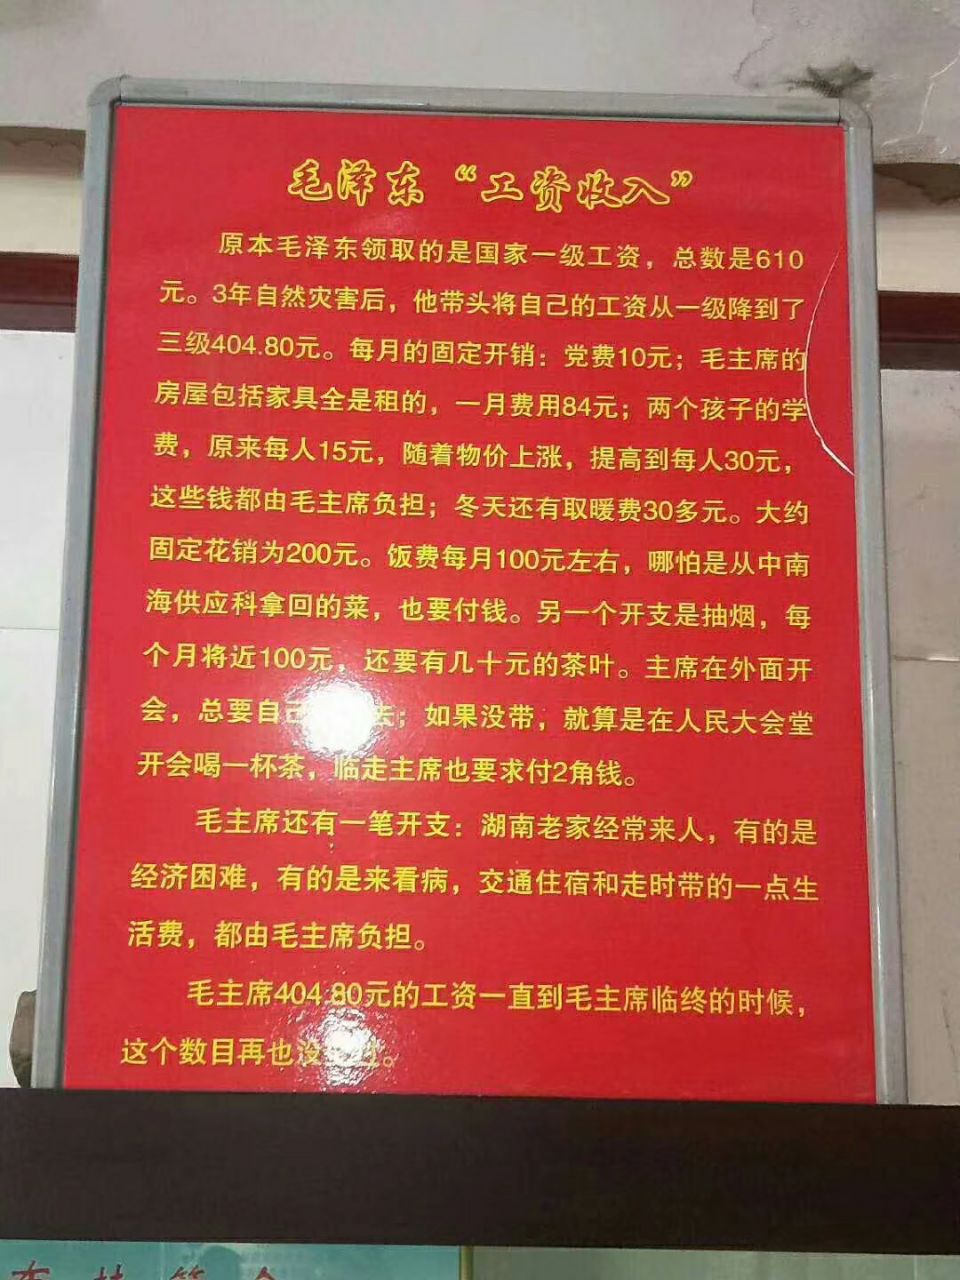 毛泽东“工资收入”
原本毛泽东领取的是国家一级工资，总数是610
元。3年自然灾害后，他带头将自己的工资从一级降到了
三级404.80元。每月的固定开销：党费10元；毛主席的
房屋包括家具全是租的，一月费用84元；两个孩子的学
费，原来每人15元，随着物价上涨，提高到每人30元，
这些钱都由毛主席负担；冬天还有取暖费30多元。大约
固定花销为200元。饭费每月100元左右，哪怕是从中南
海供应科拿回的菜，也要付钱。另一个开支是抽烟，每
个月将近100元，还要有几十元的茶叶。主席在外面开
会，总要自己去；如果没带，就算是在人民大会堂
开会喝一杯茶，临走主席也要求付2角钱。
毛主席还有一笔开支：湖南老家经常来人，有的是
经济困难，有的是来看病，交通住宿和走时带的一点生
活费，都由毛主席负担。
毛主席404.80元的工资一直到毛主席临终的时候，
这个数目再也没过。